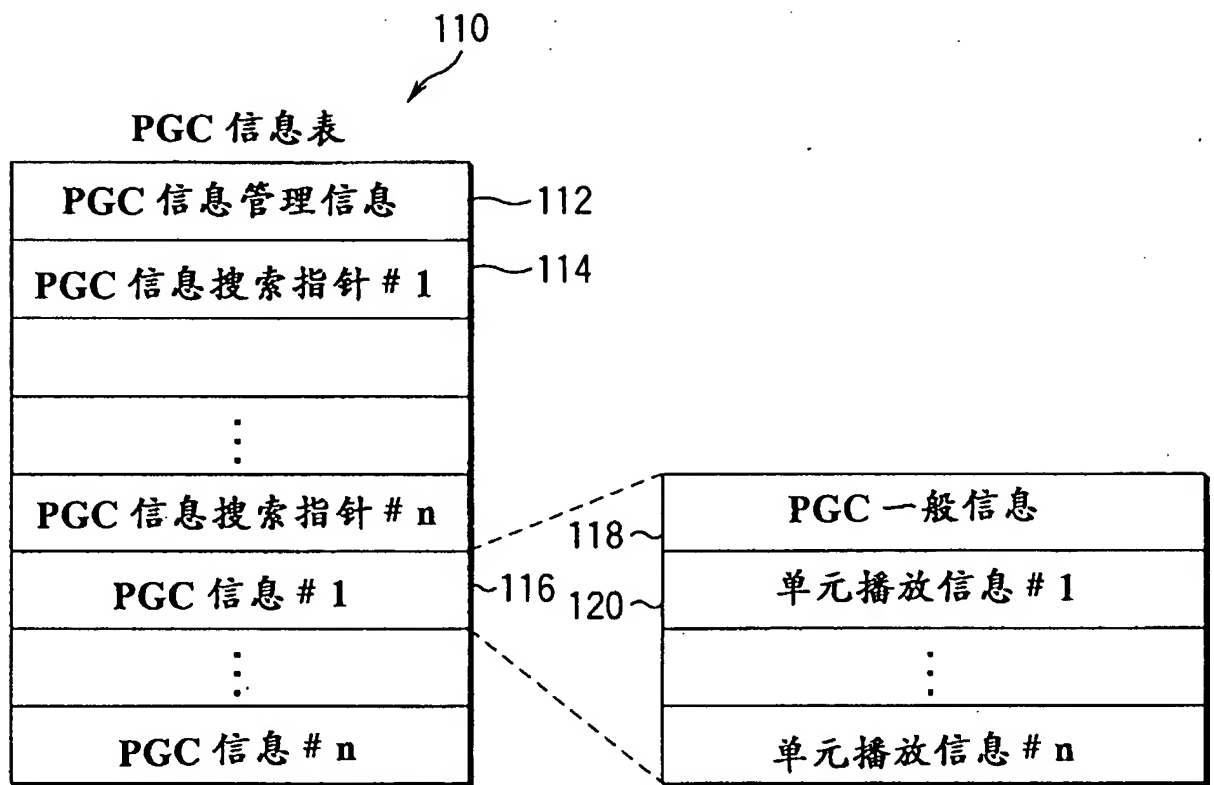 110
PGC 信息表
PGC 信息管理信息
112
PGC 信息搜索指针 # 1
114
PGC 信息搜索指针 # n
PGC 信息 # 1
116
PGC 信息 # n
PGC 一般信息
118
单元播放信息 # 1
120
单元播放信息 # n